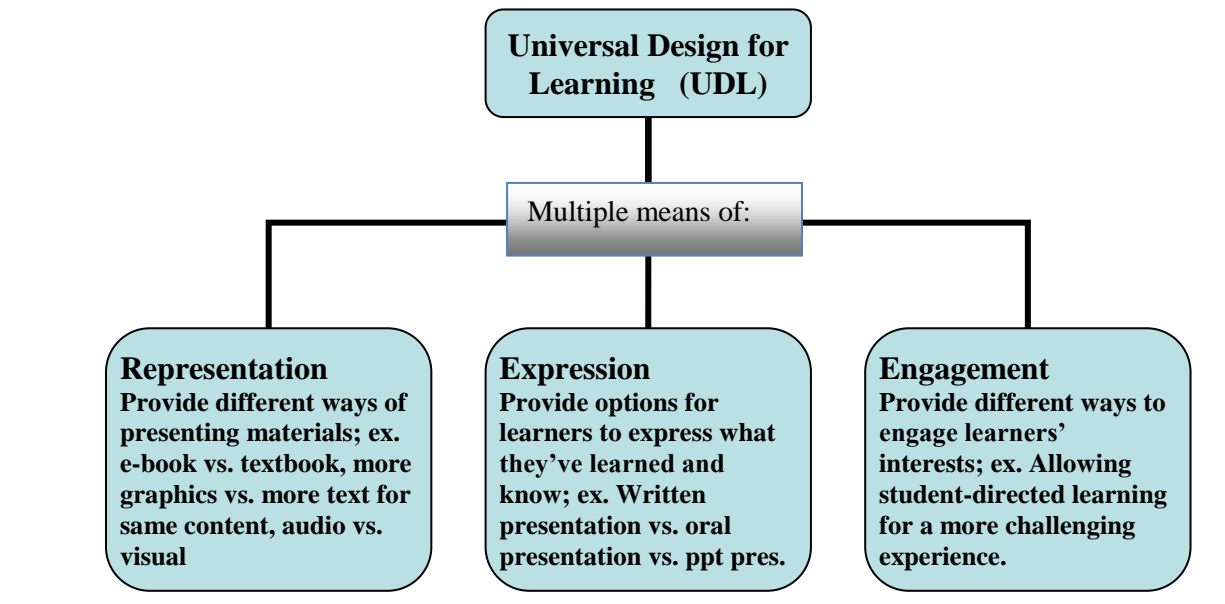 Universal Design for
Learning (UDL)
Multiple means of:
Representation
Provide different ways of
presenting materials; ex.
e-book vs. textbook, more
graphics vs. more text for
same content, audio vs.
visual
Expression
Provide options for
learners to express what
they’ve learned and
know; ex. Written
presentation vs. oral
presentation vs. ppt pres.
Engagement
Provide different ways to
engage learners’
interests; ex. Allowing
student-directed learning
for a more challenging
experience.